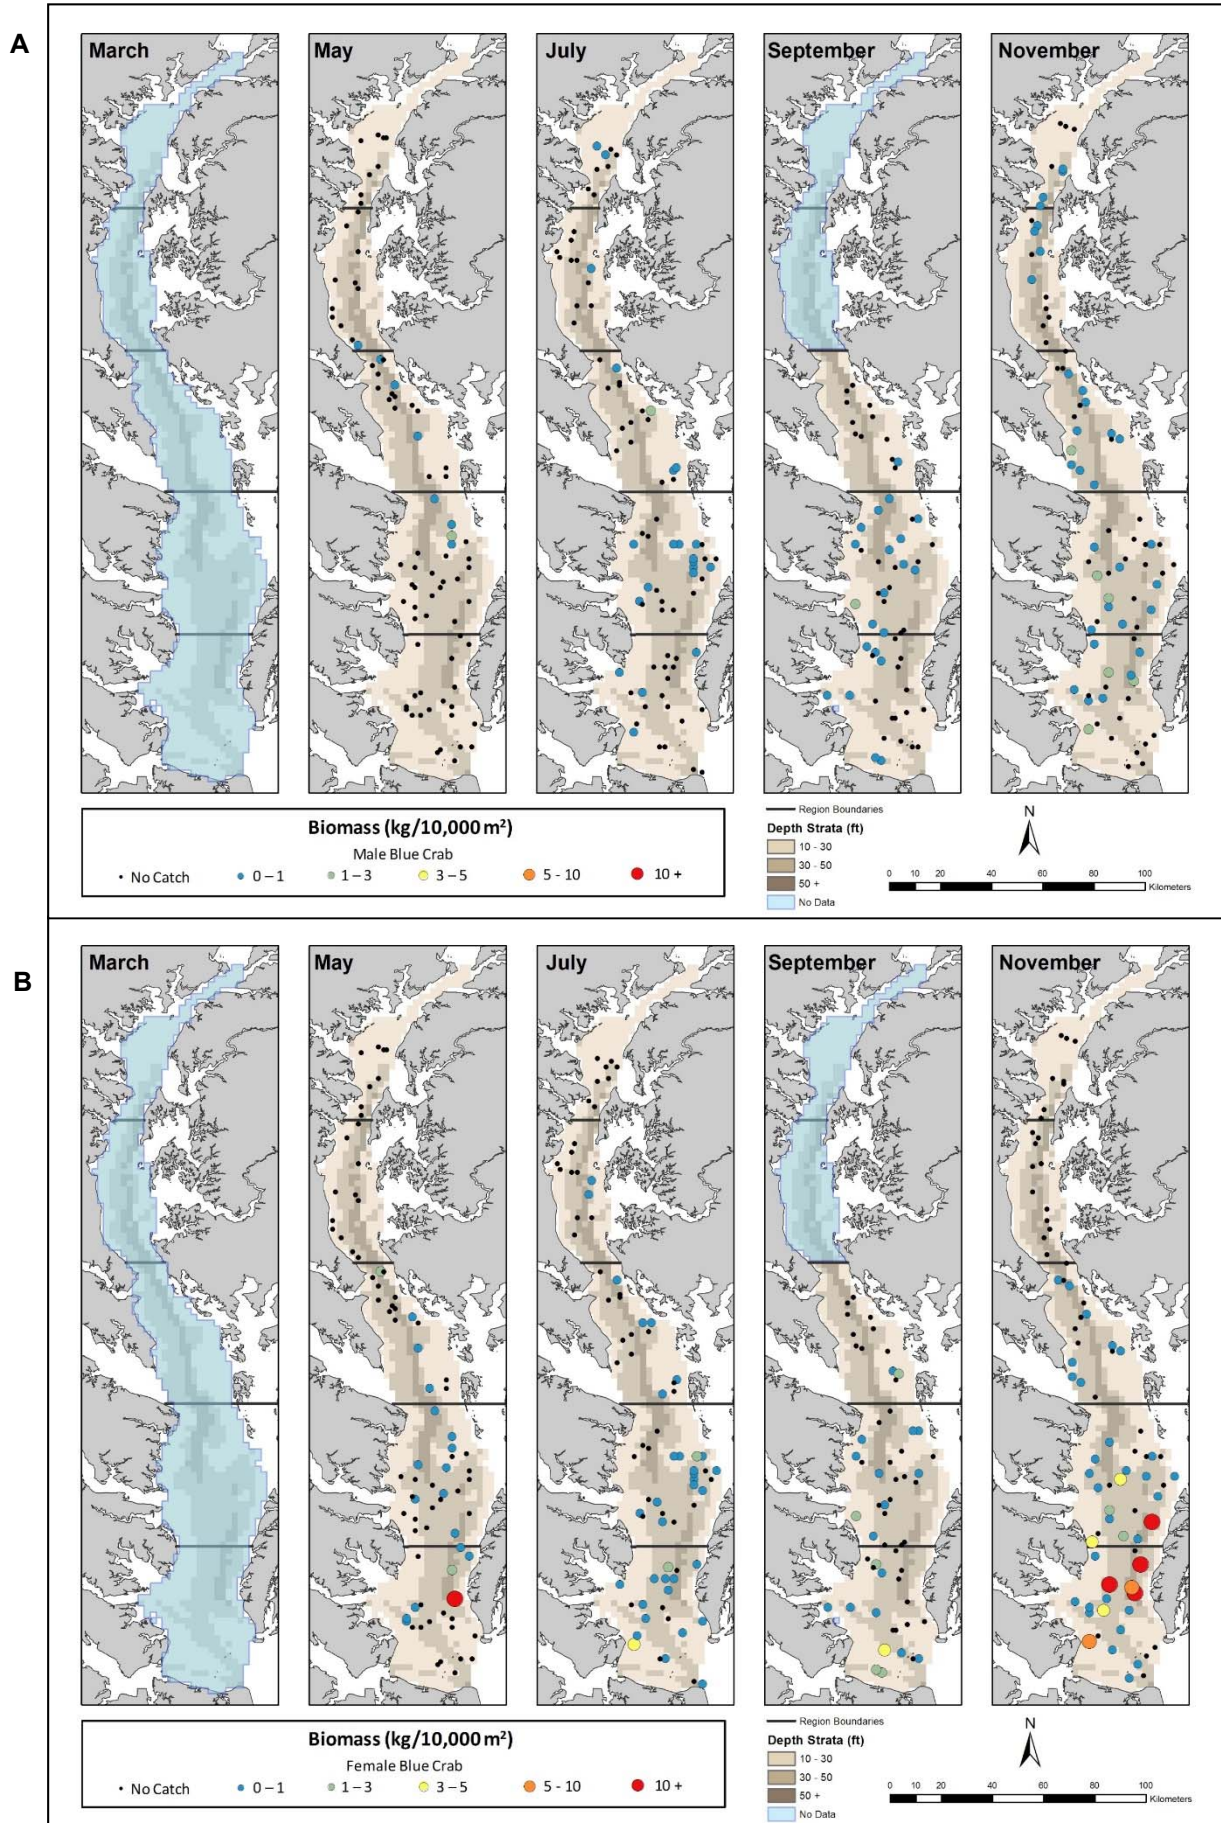 A
March May July September November
Biomass (kg/10,000 m²)
Male Blue Crab
No Catch 0 – 1 1 – 3 3 – 5 5 - 10 10 +
Region Boundaries
Depth Strata (ft)
10 - 30
30 - 50
50 +
No Data
N
0 10 20 40 60 80 100
Kilometers
B
March May July September November
Biomass (kg/10,000 m²)
Female Blue Crab
No Catch 0 – 1 1 – 3 3 – 5 5 - 10 10 +
Region Boundaries
Depth Strata (ft)
10 - 30
30 - 50
50 +
No Data
N
0 10 20 40 60 80 100
Kilometers